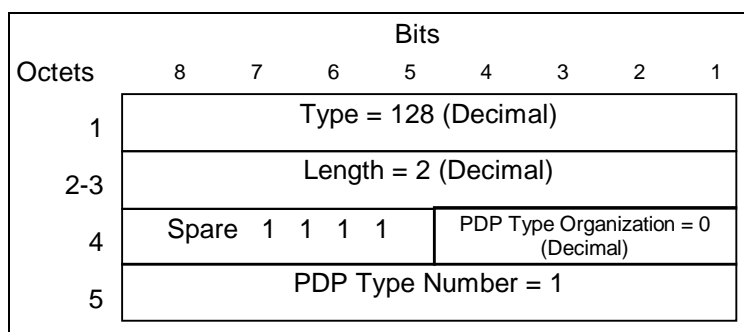 Bits
Octets 8 7 6 5 4 3 2 1
1 Type = 128 (Decimal)
2-3 Length = 2 (Decimal)
4 Spare 1 1 1 1 PDP Type Organization = 0
(Decimal)
5 PDP Type Number = 1